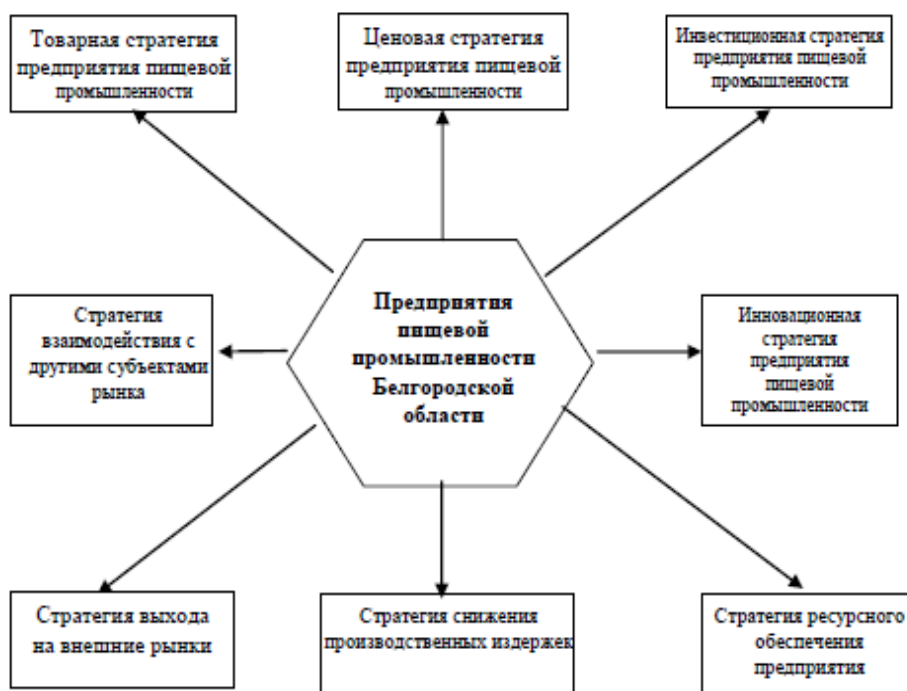 Товарная стратегия
предприятия пищевой
промышленности
Ценовая стратегия
предприятия пищевой
промышленности
Инвестиционная стратегия
предприятия пищевой
промышленности
Стратегия
взаимодействия с
другими субъектами
рынка
Предприятия
пищевой
промышленности
Белгородской
области
Инновационная
стратегия
предприятия
пищевой
промышленности
Стратегия выхода
на внешние рынки
Стратегия снижения
производственных издержек
Стратегия ресурсного
обеспечения
предприятия